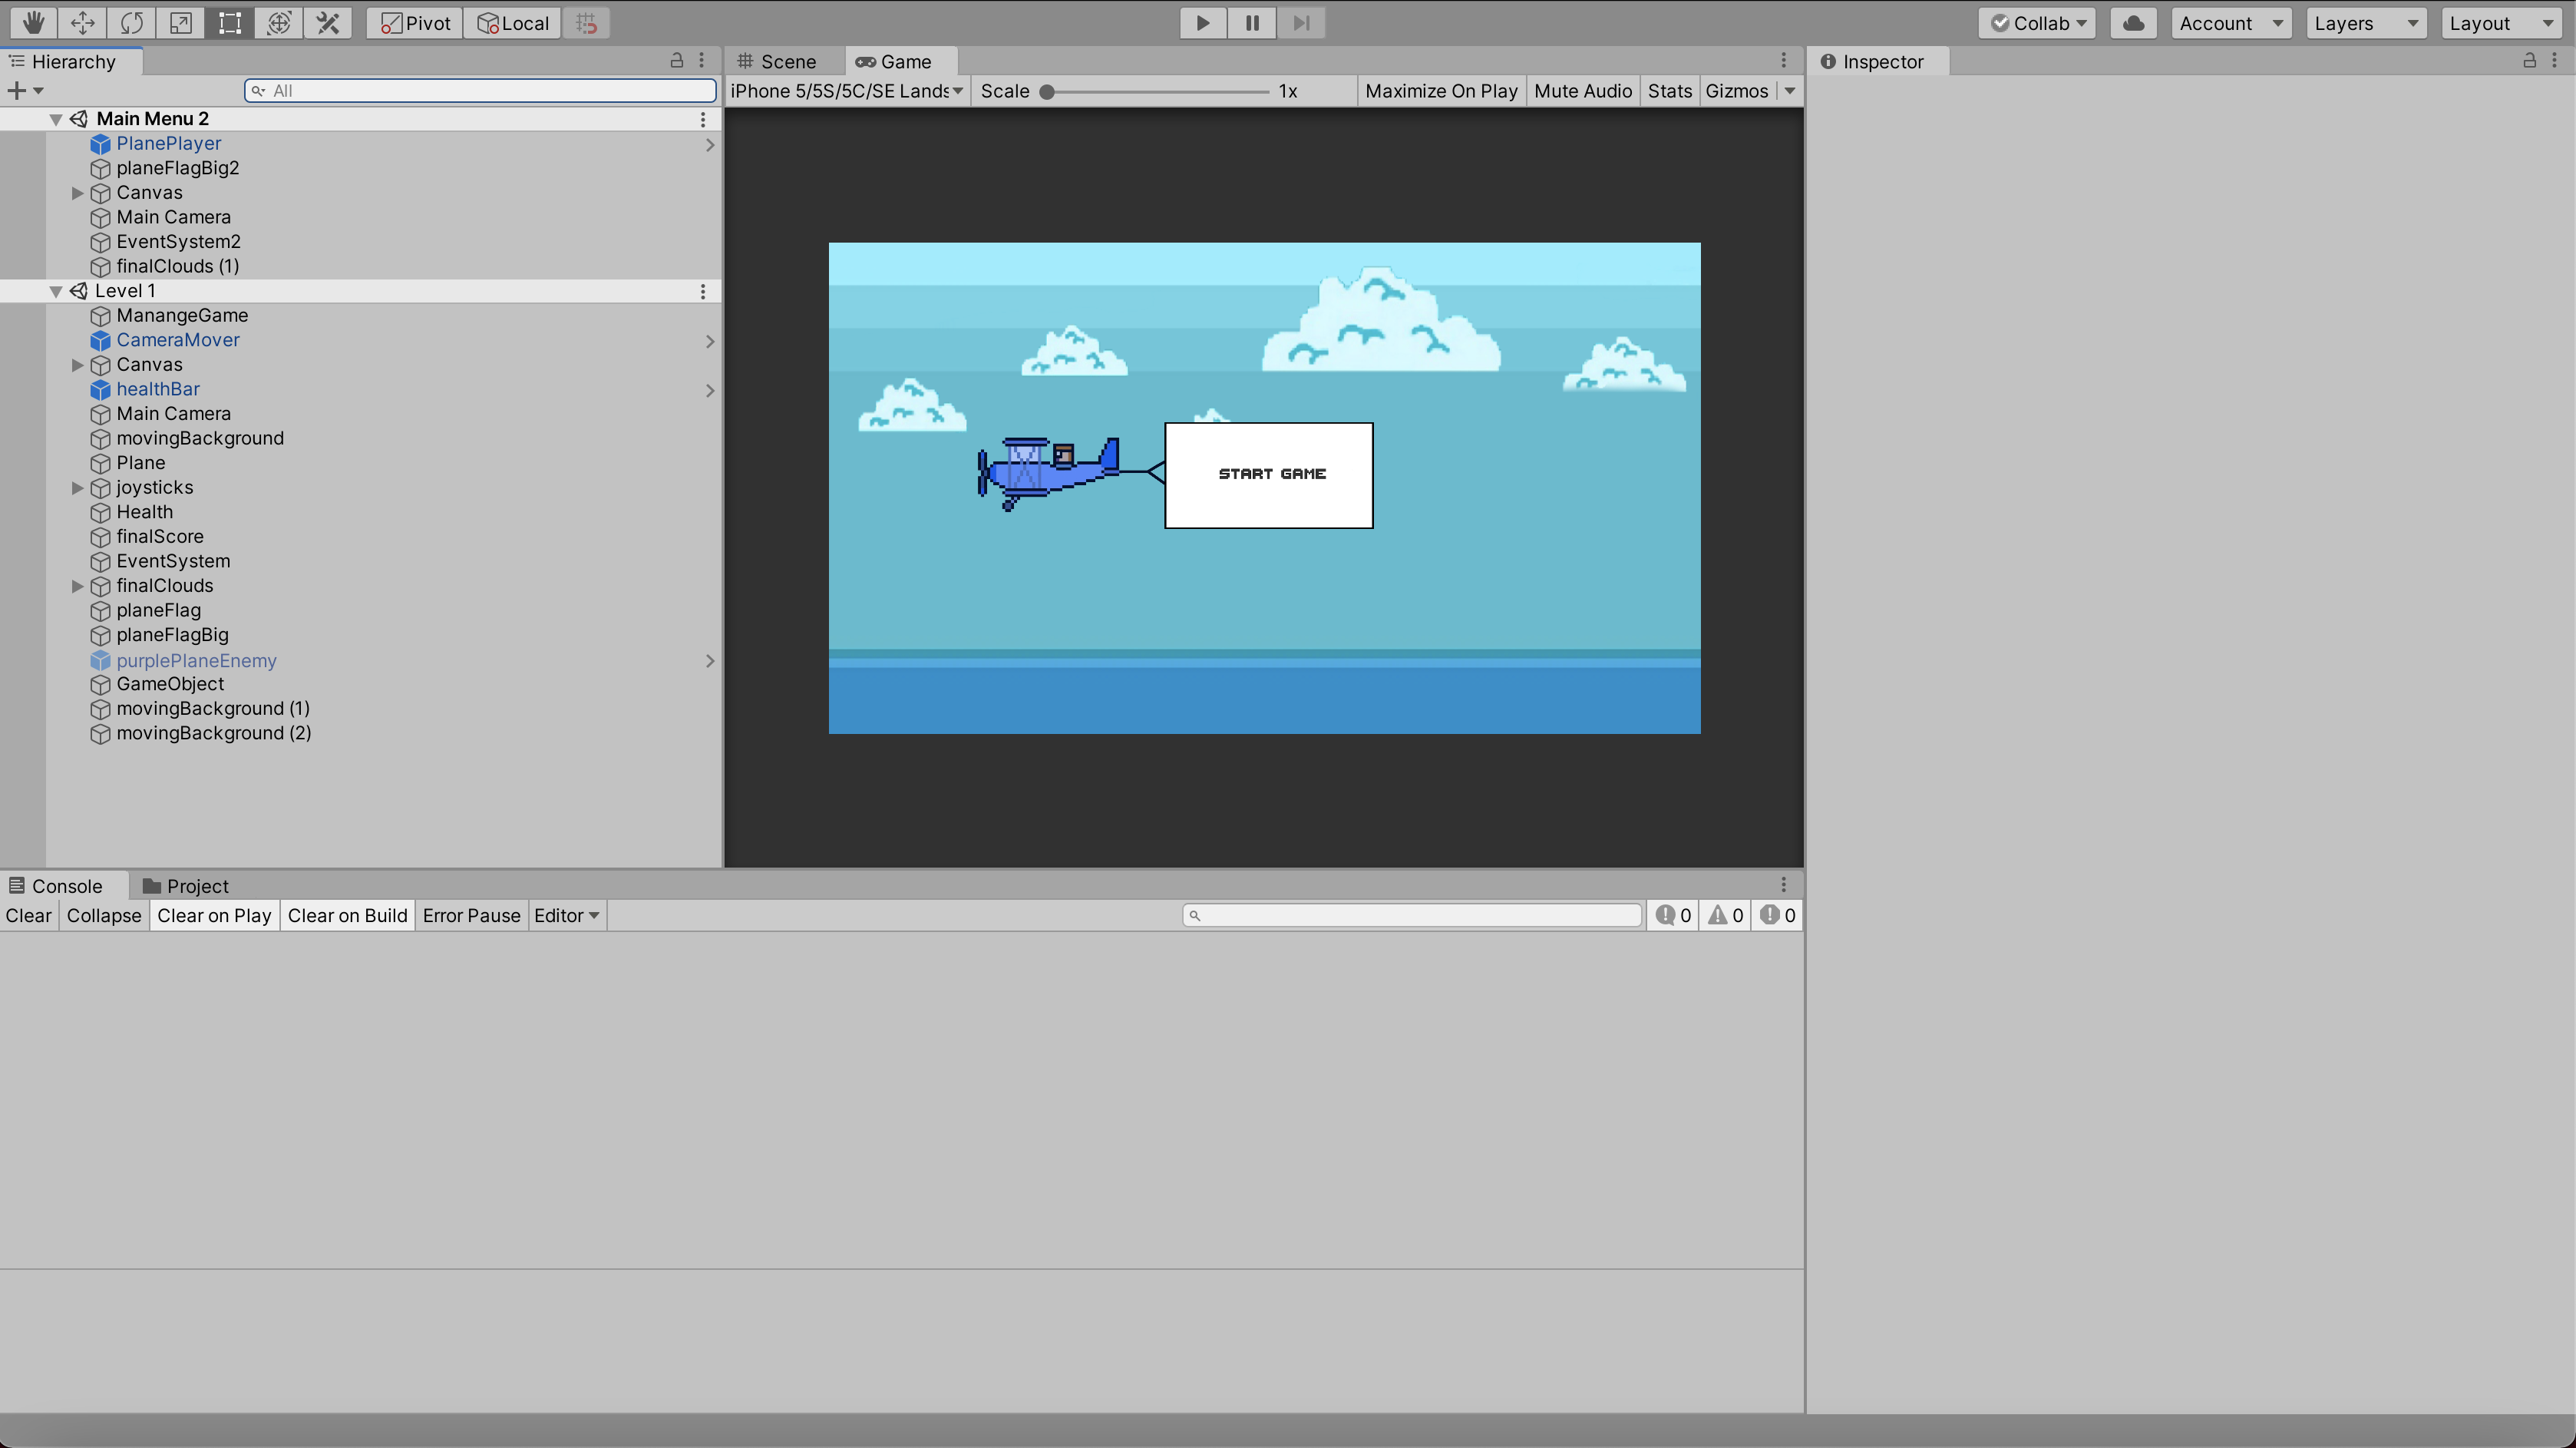 Pivot Local Collab Account Layers Layout
Hierarchy
All
Main Menu 2
PlanePlayer
planeFlagBig2
Canvas
Main Camera
EventSystem2
finalClouds (1)
Level 1
ManangeGame
CameraMover
Canvas
healthBar
Main Camera
movingBackground
Plane
joysticks
Health
finalScore
EventSystem
finalClouds
planeFlag
planeFlagBig
purplePlaneEnemy
GameObject
movingBackground (1)
movingBackground (2)
Scene Game
iPhone 5/5S/5C/SE Lands Scale 1x Maximize On Play Mute Audio Stats Gizmos
START GAME
Inspector
Console Project
Clear Collapse Clear on Play Clear on Build Error Pause Editor 0 0 0